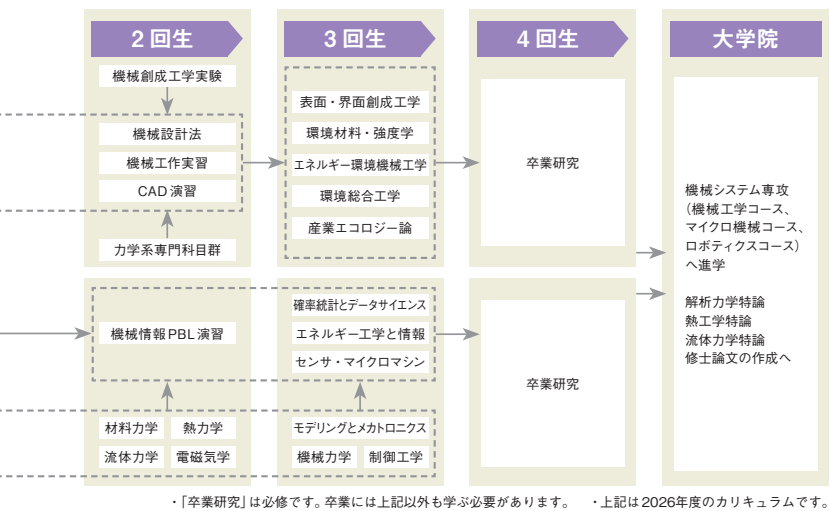 2回生
3回生
4回生
大学院
機械創成工学実験
機械設計法
機械工作実習
CAD演習
力学系専門科目群
表面・界面創成工学
環境材料・強度学
エネルギー環境機械工学
環境総合工学
産業エコロジー論
卒業研究
機械情報PBL演習
材料力学
熱力学
流体力学
電磁気学
確率統計とデータサイエンス
エネルギー工学と情報
センサ・マイクロマシン
モデリングとメカトロニクス
機械力学
制御工学
卒業研究
機械システム専攻
(機械工学コース、
マイクロ機械コース、
ロボティクスコース)
へ進学
解析力学特論
熱工学特論
流体力学特論
修士論文の作成へ
・「卒業研究」は必修です。卒業には上記以外も学ぶ必要があります。 ・上記は2026年度のカリキュラムです。